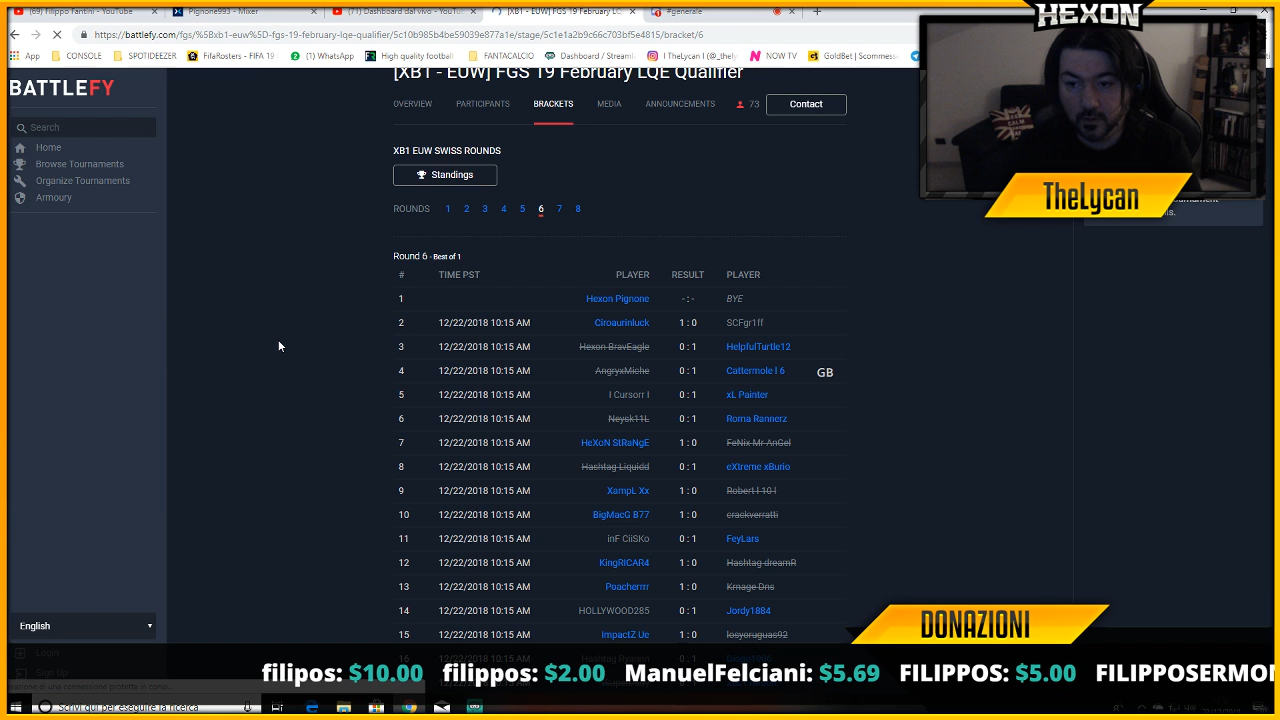 (69) Filippo Fantini - YouTube
Pignone993 - Mixer
(71) Dashboard dal vivo - YouTu
[XB1 - EUW] FGS 19 February LQ
#generale
HEXON
https://battlefy.com/fgs/%5Bxb1-euw%5D-fgs-19-february-lqe-qualifier/5c10b985b4be59039e877a1e/stage/5c1e1a2b9c66c703bf5e4815/bracket/6
App
CONSOLE
SPOTIDEEZER
FifaRosters - FIFA 19
(1) WhatsApp
High quality football
FANTACALCIO
Dashboard / Streaml
I TheLycan I (@_thely
NOW TV
GoldBet | Scommess
BATTLEFY
[XB1 - EUW] FGS 19 February LQE Qualifier
Search
OVERVIEW PARTICIPANTS BRACKETS MEDIA ANNOUNCEMENTS 73 Contact
Home
Browse Tournaments
Organize Tournaments
Armoury
XB1 EUW SWISS ROUNDS
Standings
TheLycan
ROUNDS 1 2 3 4 5 6 7 8
Round 6 - Best of 1
# TIME PST PLAYER RESULT PLAYER
1 Hexon Pignone - : - BYE
2 12/22/2018 10:15 AM Ciroaurinluck 1 : 0 SCFgr1ff
3 12/22/2018 10:15 AM Hexon BravEagle 0 : 1 HelpfulTurtle12
4 12/22/2018 10:15 AM AngryxMiche 0 : 1 Cattermole l 6 GB
5 12/22/2018 10:15 AM I Cursorr I 0 : 1 xL Painter
6 12/22/2018 10:15 AM Neysk11L 0 : 1 Roma Rannerz
7 12/22/2018 10:15 AM HeXoN StRaNgE 1 : 0 FeNix Mr AnGel
8 12/22/2018 10:15 AM Hashtag Liquidd 0 : 1 eXtreme xBurio
9 12/22/2018 10:15 AM XampL Xx 1 : 0 Robert l 10 l
10 12/22/2018 10:15 AM BigMacG B77 1 : 0 crackverratti
11 12/22/2018 10:15 AM inF CiiSKo 0 : 1 FeyLars
12 12/22/2018 10:15 AM KingRICAR4 1 : 0 Hashtag dreamR
13 12/22/2018 10:15 AM Poacherrrr 1 : 0 Krnage Dns
14 12/22/2018 10:15 AM HOLLYWOOD285 0 : 1 Jordy1884
15 12/22/2018 10:15 AM ImpactZ Ue 1 : 0 losyoruguas92
English
DONAZIONI
Login
Sign Up
filipos: $10.00 filippos: $2.00 ManuelFelciani: $5.69 FILIPPOS: $5.00 FILIPPOSERMO
Scrivi qui per eseguire la ricerca